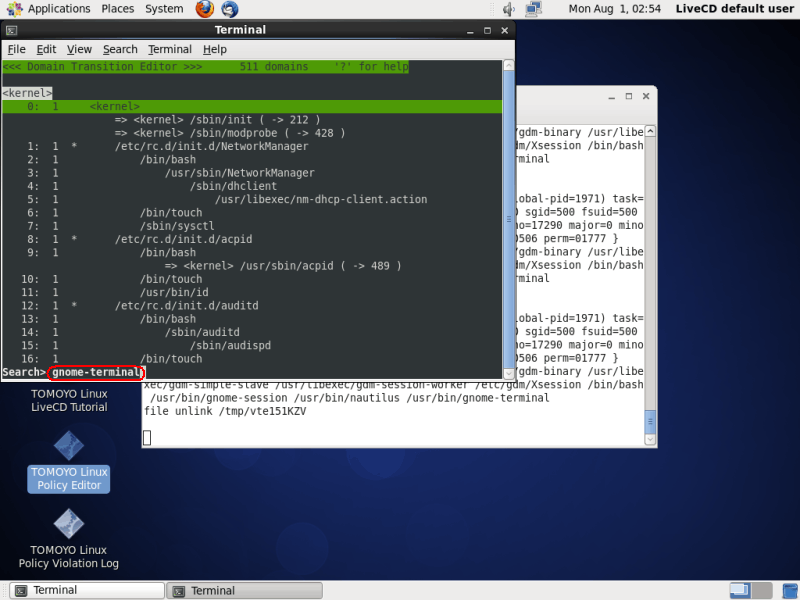 Applications Places System Mon Aug 1, 02:54 LiveCD default user
Terminal
File Edit View Search Terminal Help
<<< Domain Transition Editor >>> 511 domains '?' for help
<kernel>
0: 1 <kernel>
=> <kernel> /sbin/init ( -> 212 )
=> <kernel> /sbin/modprobe ( -> 428 )
1: 1 * /etc/rc.d/init.d/NetworkManager
2: 1 /bin/bash
3: 1 /usr/sbin/NetworkManager
4: 1 /sbin/dhclient
5: 1 /usr/libexec/nm-dhcp-client.action
6: 1 /bin/touch
7: 1 /sbin/sysctl
8: 1 * /etc/rc.d/init.d/acpid
9: 1 /bin/bash
=> <kernel> /usr/sbin/acpid ( -> 489 )
10: 1 /bin/touch
11: 1 /usr/bin/id
12: 1 * /etc/rc.d/init.d/auditd
13: 1 /bin/bash
14: 1 /sbin/auditd
15: 1 /sbin/audispd
16: 1 /bin/touch
Search> gnome-terminal
/gdm-binary /usr/libe
dm/Xsession /bin/bash
rminal
lobal-pid=1971) task=
0 sgid=500 fsuid=500
no=17290 major=0 mino
0506 perm=01777 }
/gdm-binary /usr/libe
dm/Xsession /bin/bash
rminal
lobal-pid=1971) task=
0 sgid=500 fsuid=500
no=17290 major=0 mino
0506 perm=01777 }
/gdm-binary /usr/libe
xec/gdm-simple-slave /usr/libexec/gdm-session-worker /etc/gdm/Xsession /bin/bash
/usr/bin/gnome-session /usr/bin/nautilus /usr/bin/gnome-terminal
file unlink /tmp/vte151KZV
TOMOYO Linux
LiveCD Tutorial
TOMOYO Linux
Policy Editor
TOMOYO Linux
Policy Violation Log
Terminal
Terminal